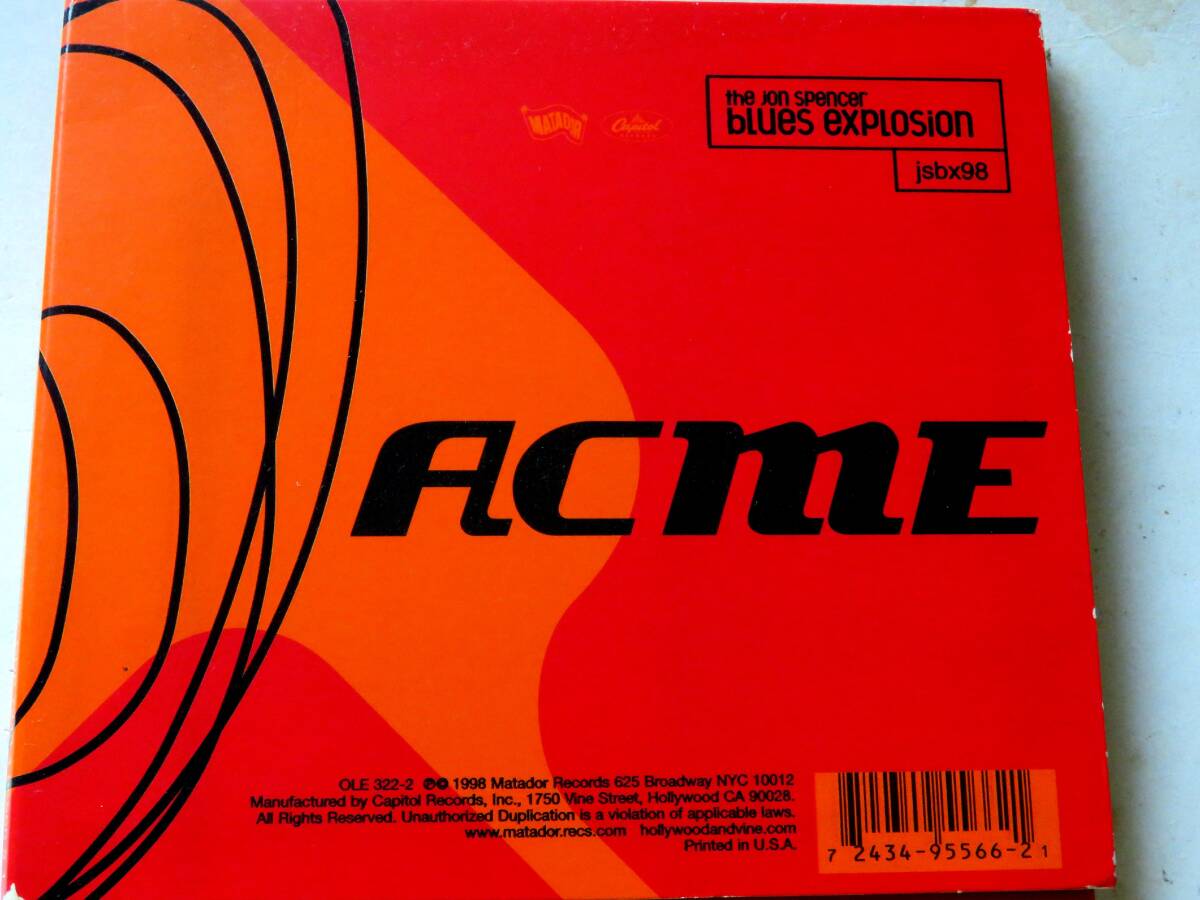 the jon spencer
blues explosion
jsbx98
MATADOR
Capitol
ACME
OLE 322-2 ℗© 1998 Matador Records 625 Broadway NYC 10012
Manufactured by Capitol Records, Inc., 1750 Vine Street, Hollywood CA 90028.
All Rights Reserved. Unauthorized Duplication is a violation of applicable laws.
www.matador.recs.com hollywoodandvine.com
Printed in U.S.A.
7 2434-95566-2 1